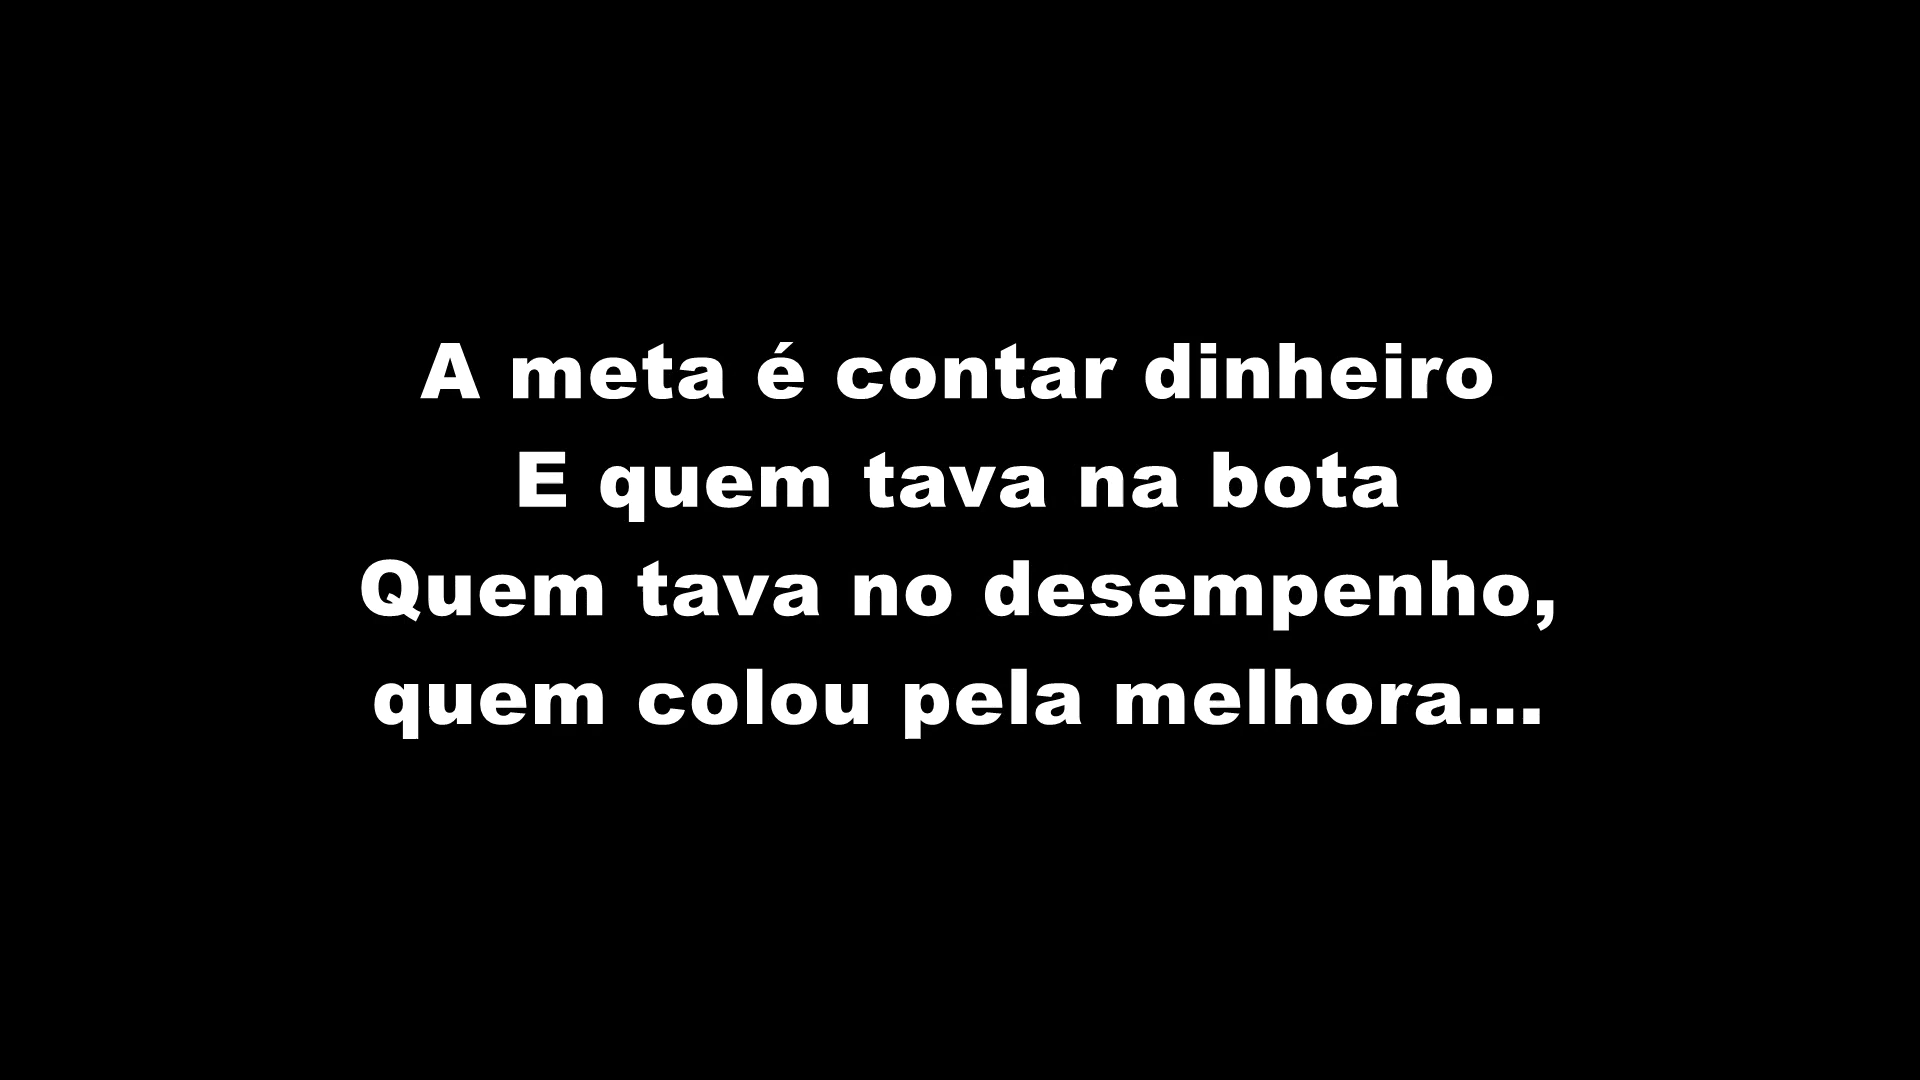 A meta é contar dinheiro
E quem tava na bota
Quem tava no desempenho,
quem colou pela melhora...